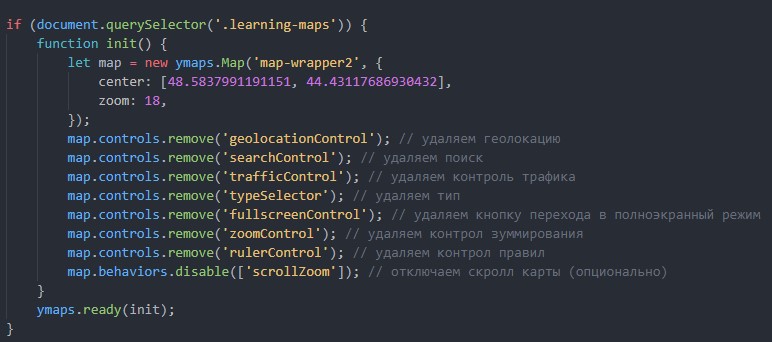 if (document.querySelector('.learning-maps')) {
    function init() {
        let map = new ymaps.Map('map-wrapper2', {
            center: [48.5837991191151, 44.43117686930432],
            zoom: 18,
        });
        map.controls.remove('geolocationControl'); // удаляем геолокацию
        map.controls.remove('searchControl'); // удаляем поиск
        map.controls.remove('trafficControl'); // удаляем контроль трафика
        map.controls.remove('typeSelector'); // удаляем тип
        map.controls.remove('fullscreenControl'); // удаляем кнопку перехода в полноэкранный режим
        map.controls.remove('zoomControl'); // удаляем контрол зуммирования
        map.controls.remove('rulerControl'); // удаляем контрол правил
        map.behaviors.disable(['scrollZoom']); // отключаем скролл карты (опционально)
    }
    ymaps.ready(init);
}